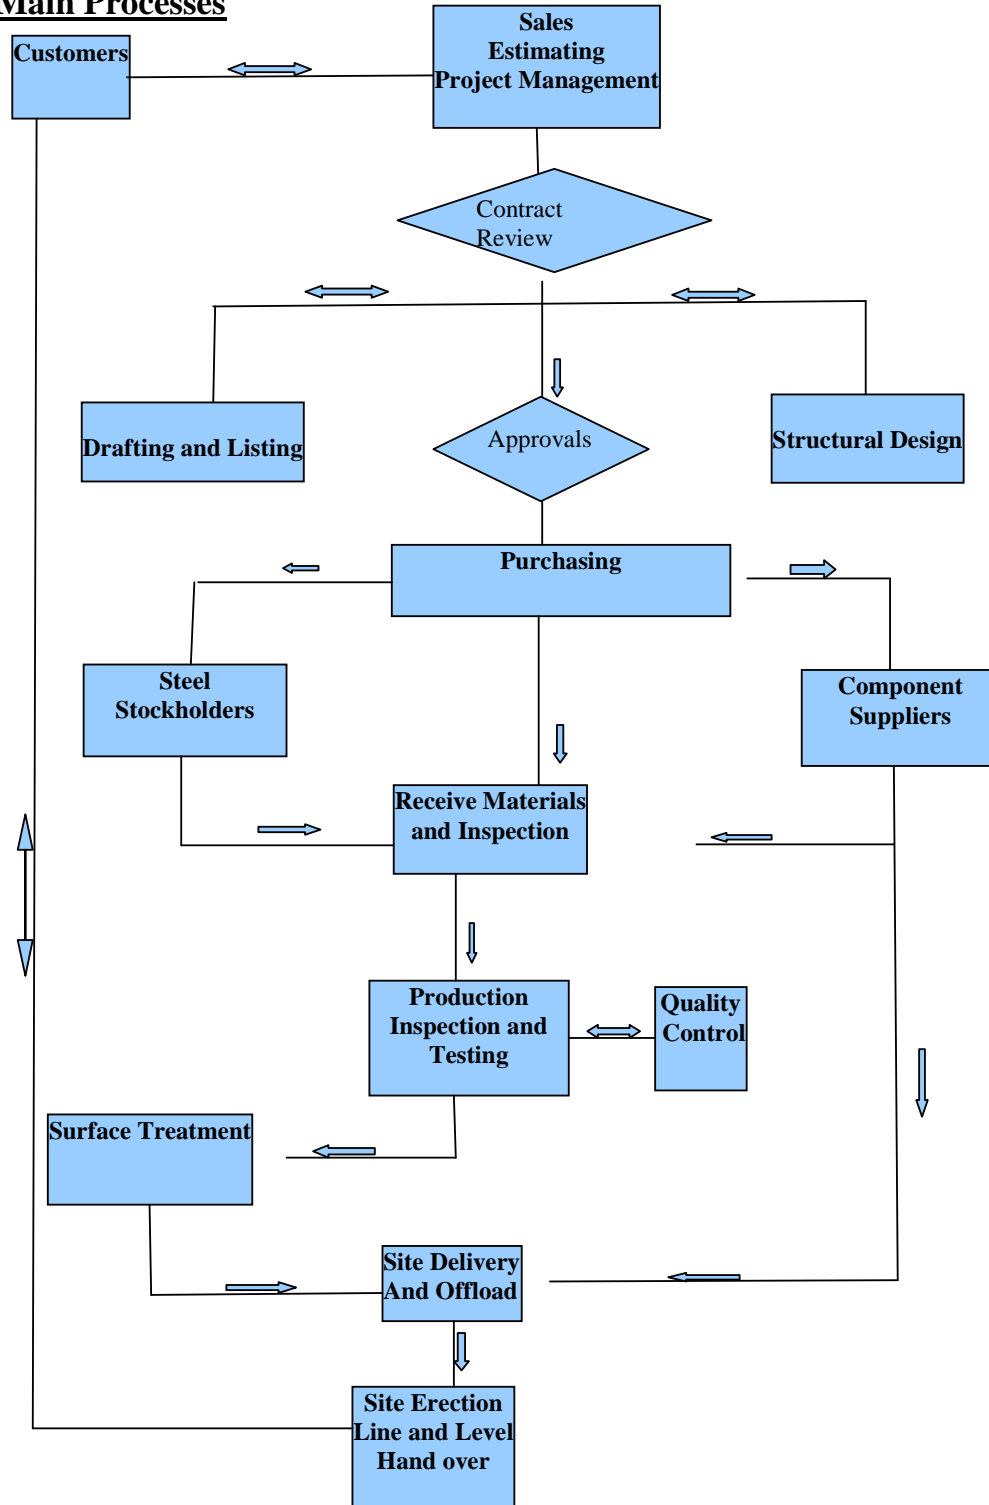 Main Processes
Customers
Sales
Estimating
Project Management
Contract
Review
Drafting and Listing
Approvals
Structural Design
Purchasing
Steel
Stockholders
Component
Suppliers
Receive Materials
and Inspection
Production
Inspection and
Testing
Quality
Control
Surface Treatment
Site Delivery
And Offload
Site Erection
Line and Level
Hand over